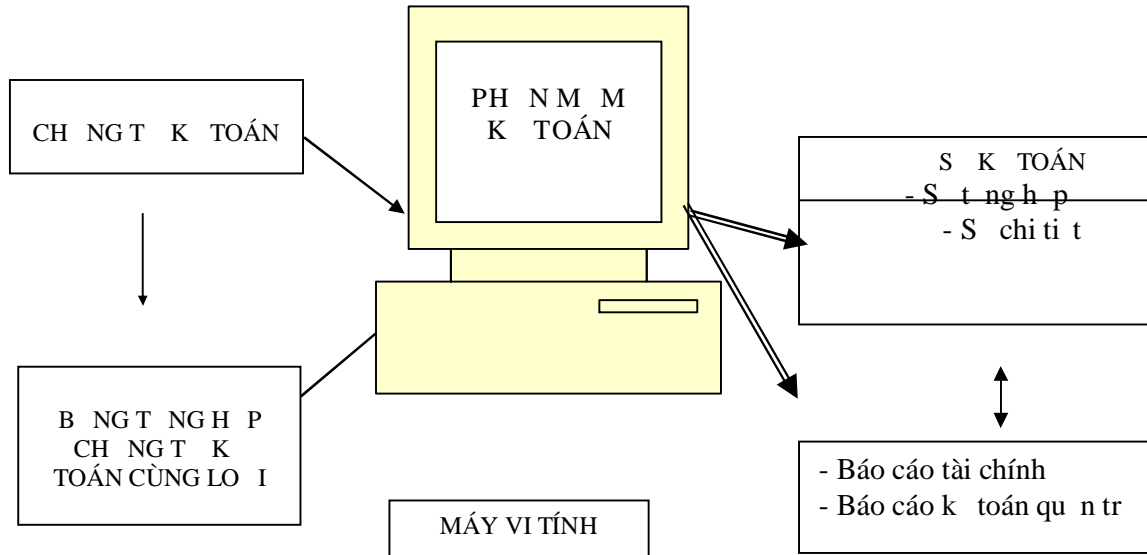 CH NG T K TOÁN
PH N M M
K TOÁN
S K TOÁN
- S t ng h p
- S chi ti t
B NG T NG H P
CH NG T K
TOÁN CÙNG LO I
MÁY VI TÍNH
- Báo cáo tài chính
- Báo cáo k toán qu n tr